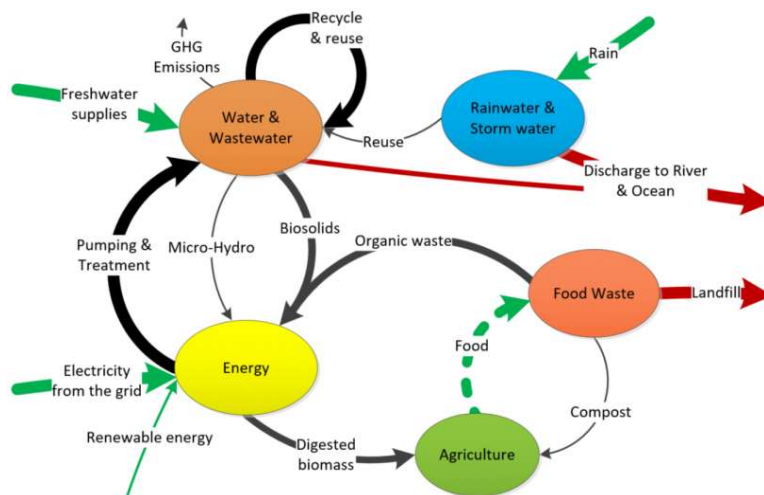 GHG
Emissions
Recycle
& reuse
Rain
Freshwater
supplies
Water &
Wastewater
Rainwater &
Storm water
Reuse
Discharge to River
& Ocean
Pumping &
Treatment
Micro-Hydro
Biosolids
Organic waste
Food Waste
Landfill
Electricity
from the grid
Energy
Food
Renewable energy
Digested
biomass
Agriculture
Compost